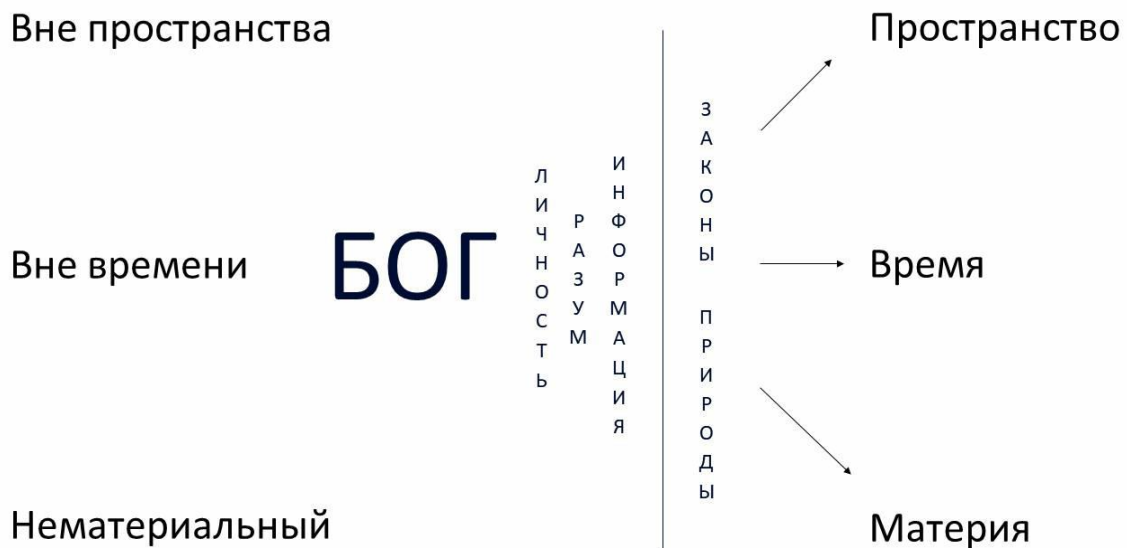 Вне пространства
Пространство
Вне времени
БОГ
ЛИЧНОСТЬ
РАЗУМ
ИНФОРМАЦИЯ
ЗАКОНЫ ПРИРОДЫ
Время
Нематериальный
Материя